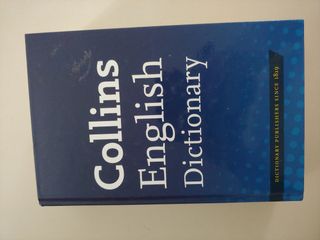 Collins
English
Dictionary
DICTIONARY PUBLISHERS SINCE 1819